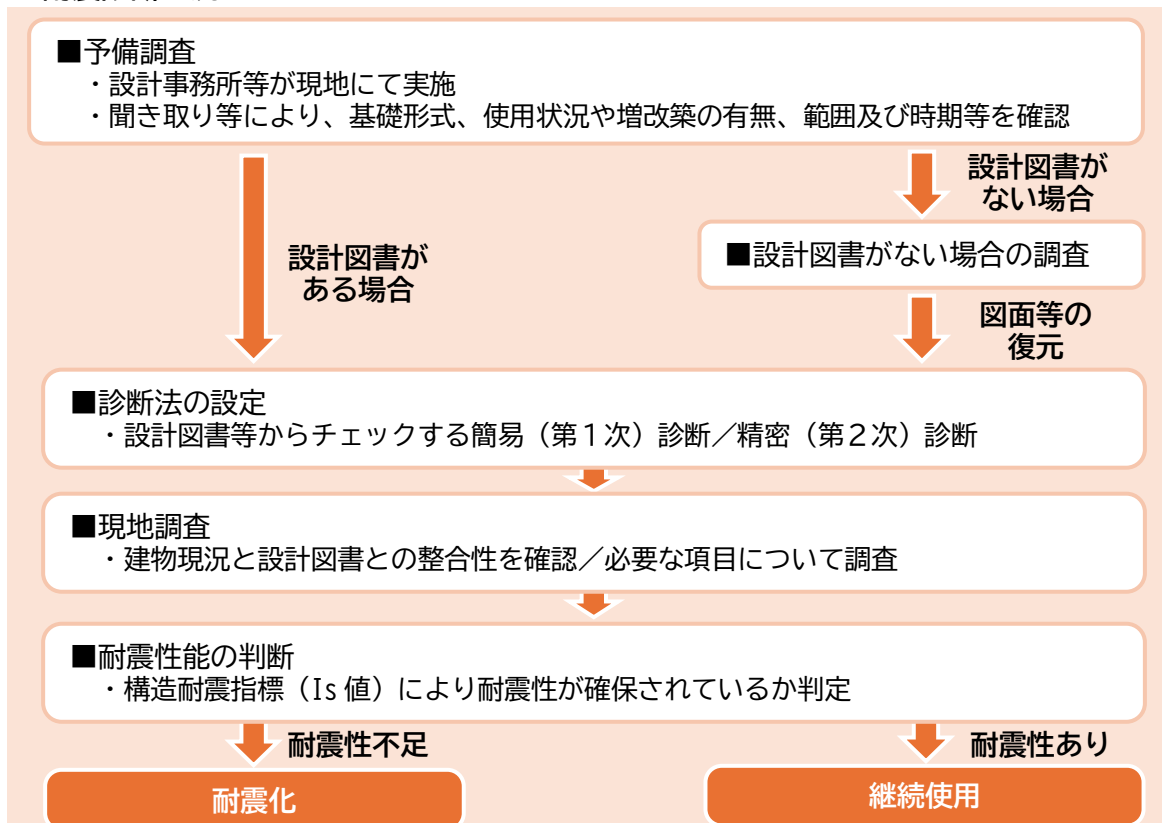 ■予備調査
・設計事務所等が現地にて実施
・聞き取り等により、基礎形式、使用状況や増改築の有無、範囲及び時期等を確認
設計図書が
ない場合
設計図書が
ある場合
■設計図書がない場合の調査
図面等の
復元
■診断法の設定
・設計図書等からチェックする簡易（第１次）診断／精密（第２次）診断
■現地調査
・建物現況と設計図書との整合性を確認／必要な項目について調査
■耐震性能の判断
・構造耐震指標（Is 値）により耐震性が確保されているか判定
耐震性不足
耐震性あり
耐震化
継続使用